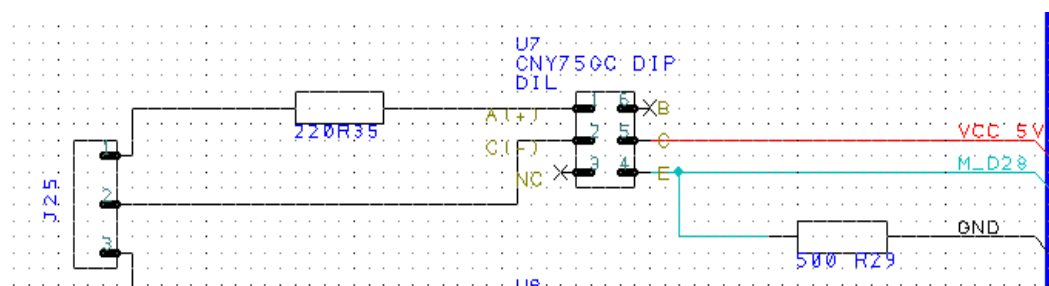 U7
CNY75GC DIP
DIL
1 6 B
A(+)
220R35
2 5 C VCC 5V
C(-)
1
3 4 E M_D28
NC
J25
2
GND
500 R29
3
U8